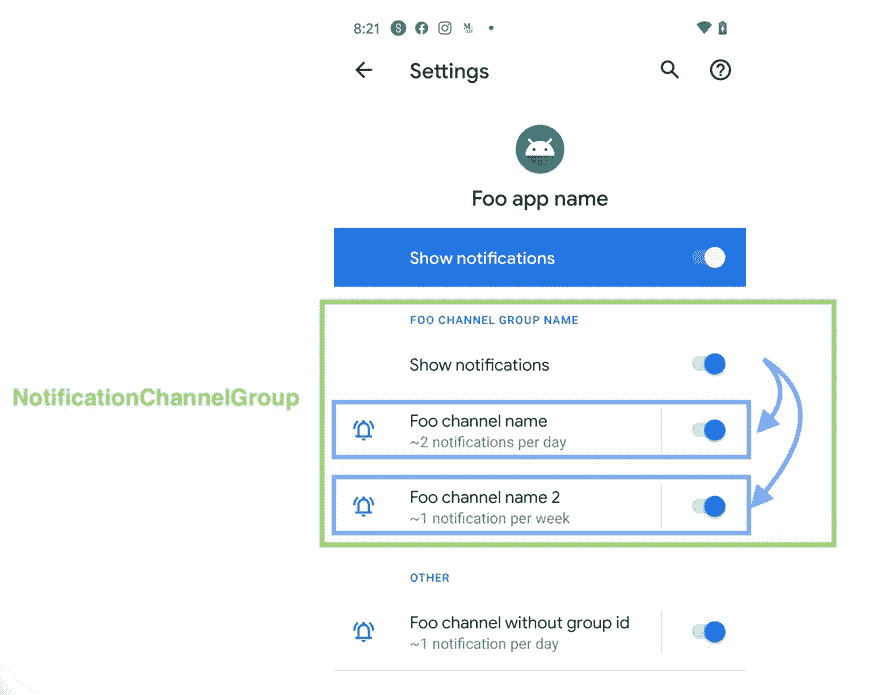 8:21
Settings
Foo app name
Show notifications
FOO CHANNEL GROUP NAME
Show notifications
NotificationChannelGroup
Foo channel name
~2 notifications per day
Foo channel name 2
~1 notification per week
OTHER
Foo channel without group id
~1 notification per day